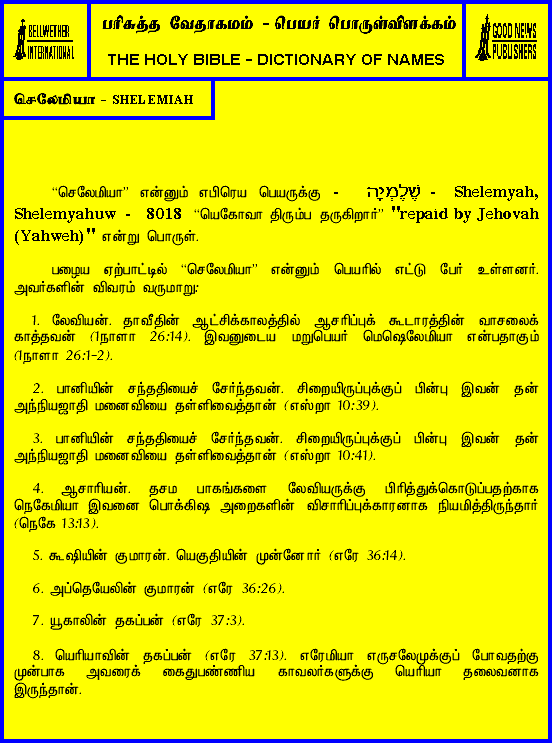 BELLWETHER
INTERNATIONAL
பரிசுத்த வேதாகமம் - பெயர் பொருள்விளக்கம்
THE HOLY BIBLE - DICTIONARY OF NAMES
GOOD NEWS
PUBLISHERS
செலேமியா - SHELEMIAH
“செலேமியா” என்னும் எபிரெய பெயருக்கு - שֶׁלֶמְיָה - Shelemyah,
Shelemyahuw - 8018 “யெகோவா திரும்ப தருகிறார்” "repaid by Jehovah
(Yahweh)" என்று பொருள்.
பழைய ஏற்பாட்டில் “செலேமியா” என்னும் பெயரில் எட்டு பேர் உள்ளனர்.
அவர்களின் விவரம் வருமாறு:
1. லேவியன். தாவீதின் ஆட்சிக்காலத்தில் ஆசரிப்புக் கூடாரத்தின் வாசலைக்
காத்தவன் (1நாளா 26:14). இவனுடைய மறுபெயர் மெஷெலேமியா என்பதாகும்
(1நாளா 26:1-2).
2. பானியின் சந்ததியைச் சேர்ந்தவன். சிறையிருப்புக்குப் பின்பு இவன் தன்
அந்நியஜாதி மனைவியை தள்ளிவைத்தான் (எஸ்றா 10:39).
3. பானியின் சந்ததியைச் சேர்ந்தவன். சிறையிருப்புக்குப் பின்பு இவன் தன்
அந்நியஜாதி மனைவியை தள்ளிவைத்தான் (எஸ்றா 10:41).
4. ஆசாரியன். தசம பாகங்களை லேவியருக்கு பிரித்துக்கொடுப்பதற்காக
நெகேமியா இவனை பொக்கிஷ அறைகளின் விசாரிப்புக்காரனாக நியமித்திருந்தார்
(நெகே 13:13).
5. கூஷியின் குமாரன். யெகுதியின் முன்னோர் (எரே 36:14).
6. அப்தெயேலின் குமாரன் (எரே 36:26).
7. யூகாலின் தகப்பன் (எரே 37:3).
8. யெரியாவின் தகப்பன் (எரே 37:13). எரேமியா எருசலேமுக்குப் போவதற்கு
முன்பாக அவரைக் கைதுபண்ணிய காவலர்களுக்கு யெரியா தலைவனாக
இருந்தான்.